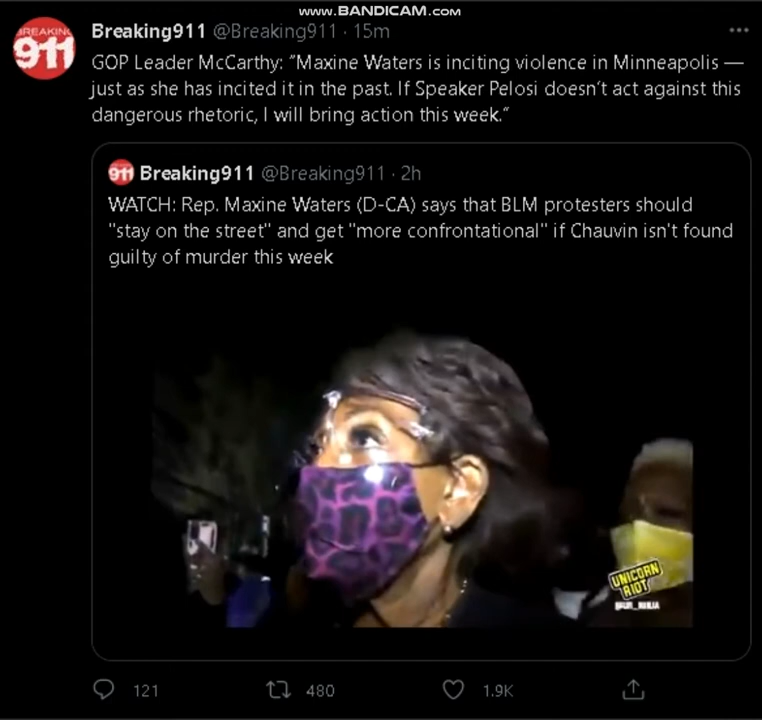 www.BANDICAM.com
BREAKING
911
Breaking911 @Breaking911 · 15m
GOP Leader McCarthy: "Maxine Waters is inciting violence in Minneapolis —
just as she has incited it in the past. If Speaker Pelosi doesn't act against this
dangerous rhetoric, I will bring action this week."
911 Breaking911 @Breaking911 · 2h
WATCH: Rep. Maxine Waters (D-CA) says that BLM protesters should
"stay on the street" and get "more confrontational" if Chauvin isn't found
guilty of murder this week
UNICORN
RIOT
121 480 1.9K